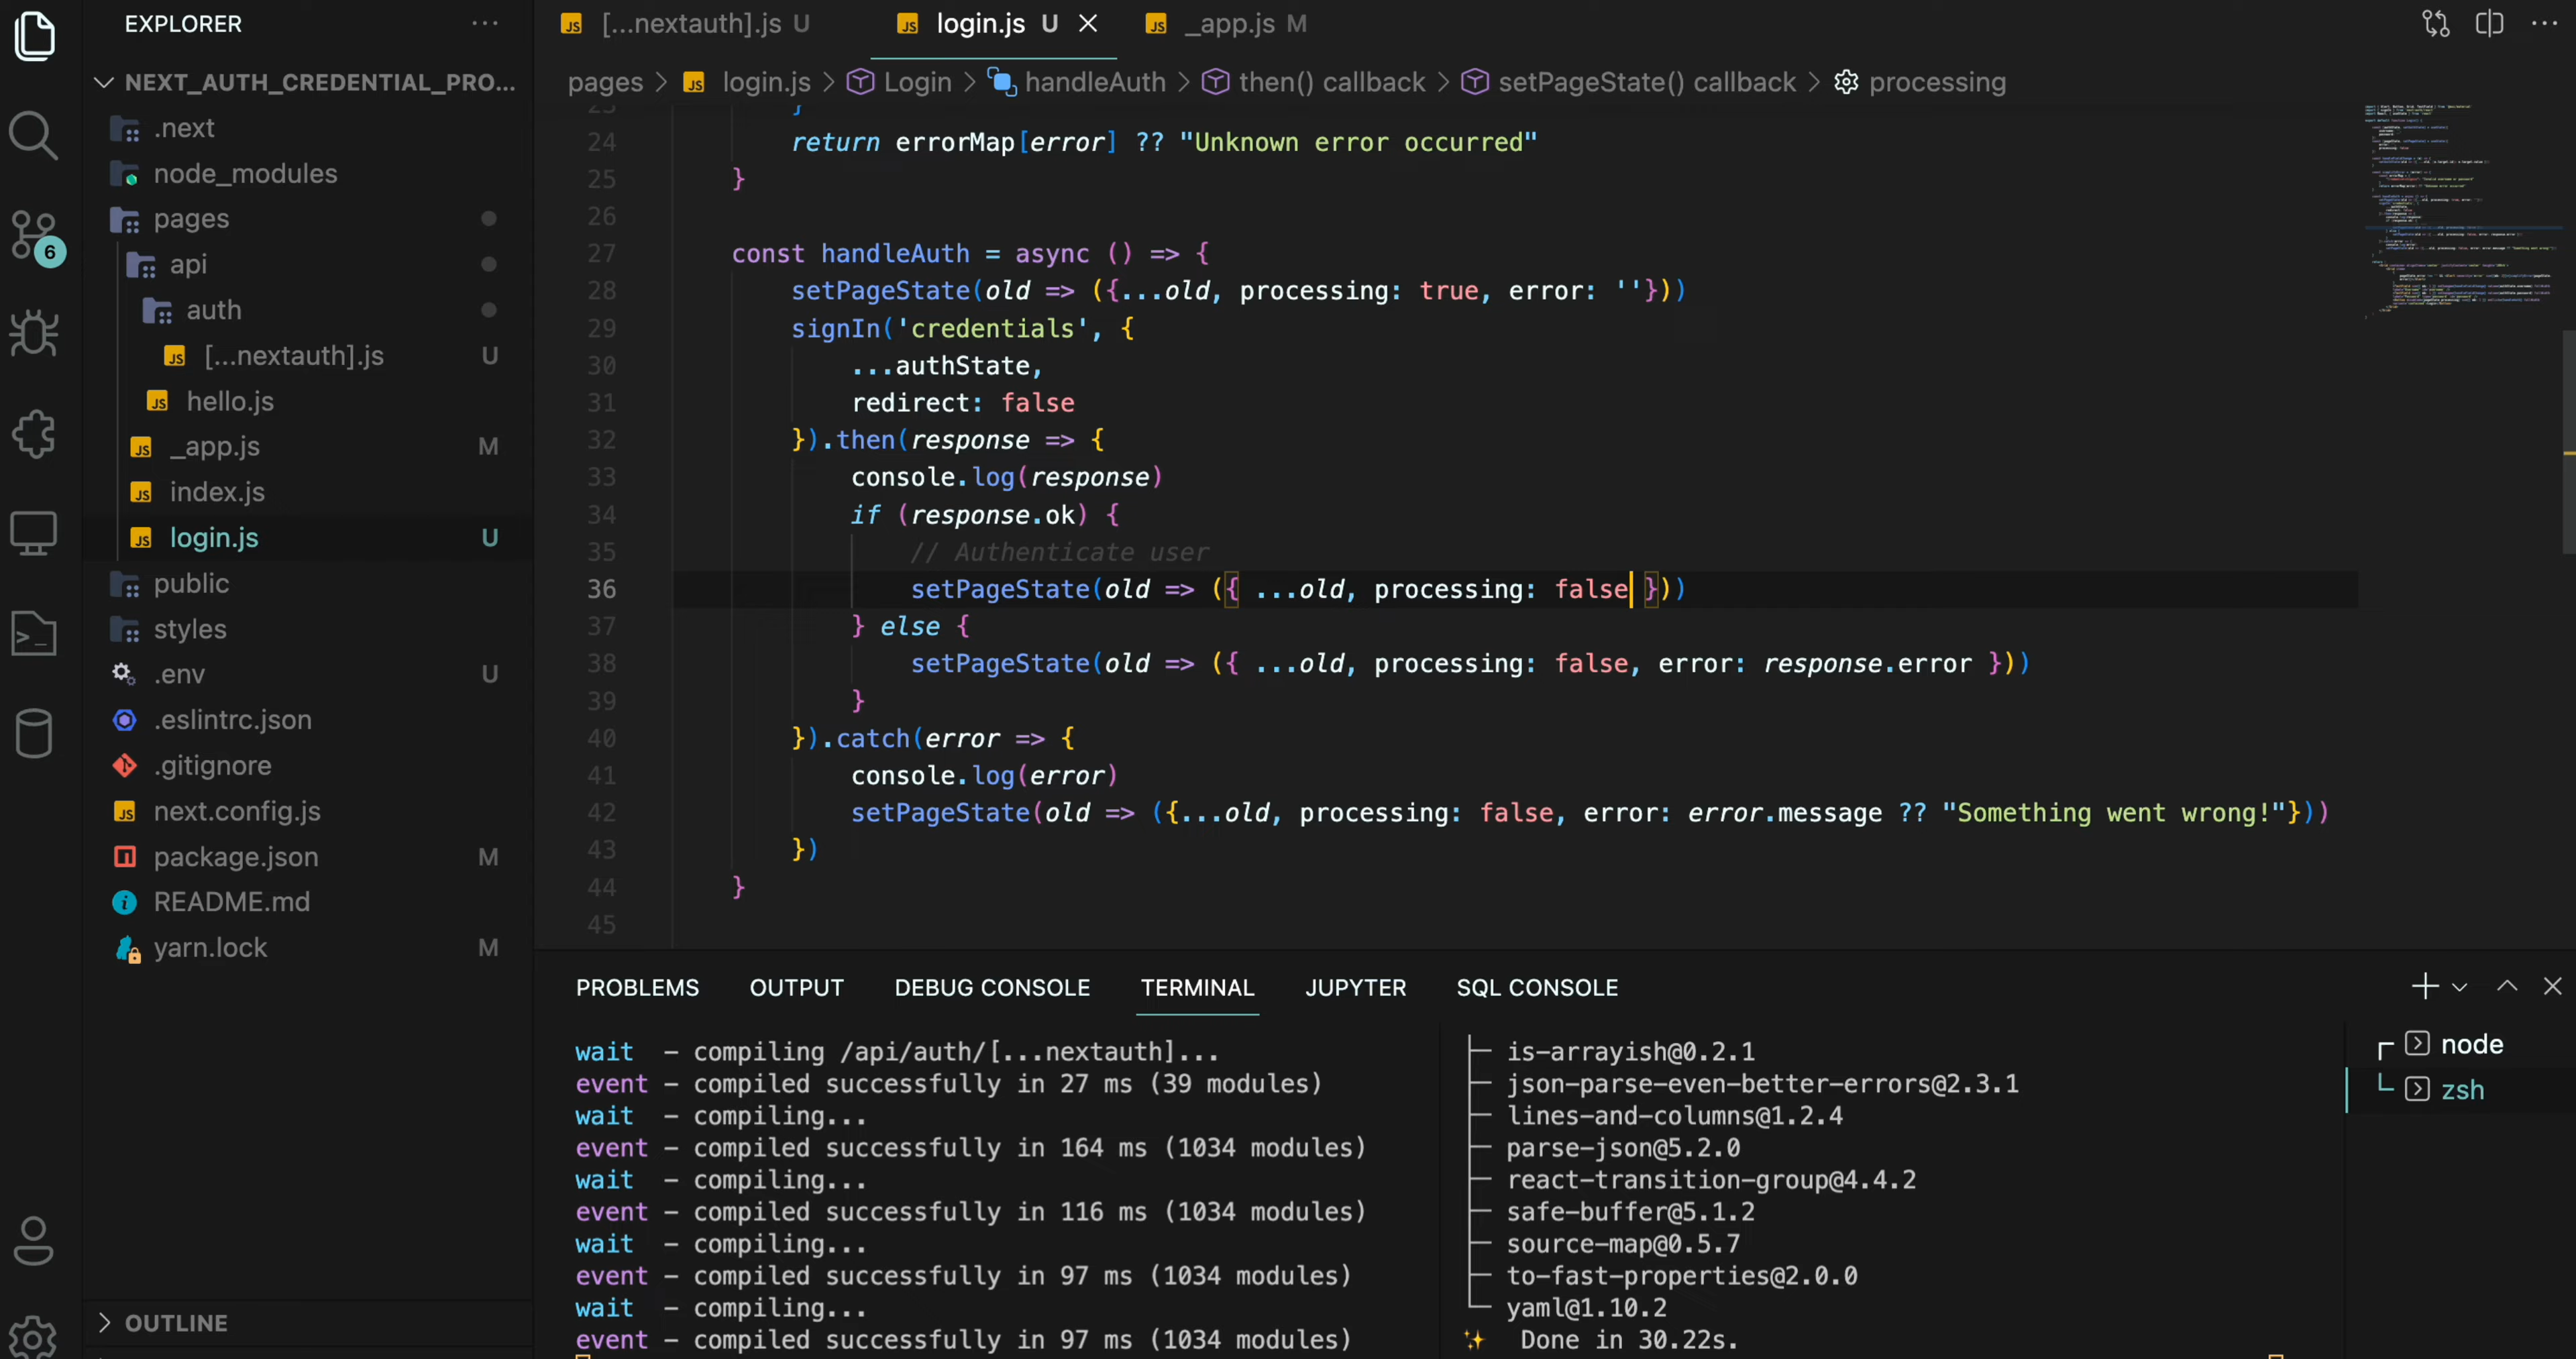 EXPLORER
NEXT_AUTH_CREDENTIAL_PRO...
.next
node_modules
pages
api
auth
[...nextauth].js U
hello.js
_app.js M
index.js
login.js U
public
styles
.env U
.eslintrc.json
.gitignore
next.config.js
package.json M
README.md
yarn.lock M
OUTLINE
6
[...nextauth].js U login.js U _app.js M
pages > login.js > Login > handleAuth > then() callback > setPageState() callback > processing
24 return errorMap[error] ?? "Unknown error occurred"
25 }
26
27 const handleAuth = async () => {
28 setPageState(old => ({...old, processing: true, error: ''}))
29 signIn('credentials', {
30 ...authState,
31 redirect: false
32 }).then(response => {
33 console.log(response)
34 if (response.ok) {
35 // Authenticate user
36 setPageState(old => ({ ...old, processing: false }))
37 } else {
38 setPageState(old => ({ ...old, processing: false, error: response.error }))
39 }
40 }).catch(error => {
41 console.log(error)
42 setPageState(old => ({...old, processing: false, error: error.message ?? "Something went wrong!"}))
43 })
44 }
45
PROBLEMS OUTPUT DEBUG CONSOLE TERMINAL JUPYTER SQL CONSOLE
wait – compiling /api/auth/[...nextauth]...
event – compiled successfully in 27 ms (39 modules)
wait – compiling...
event – compiled successfully in 164 ms (1034 modules)
wait – compiling...
event – compiled successfully in 116 ms (1034 modules)
wait – compiling...
event – compiled successfully in 97 ms (1034 modules)
wait – compiling...
event – compiled successfully in 97 ms (1034 modules)
├─ is-arrayish@0.2.1
├─ json-parse-even-better-errors@2.3.1
├─ lines-and-columns@1.2.4
├─ parse-json@5.2.0
├─ react-transition-group@4.4.2
├─ safe-buffer@5.1.2
├─ source-map@0.5.7
├─ to-fast-properties@2.0.0
└─ yaml@1.10.2
✨ Done in 30.22s.
node
zsh